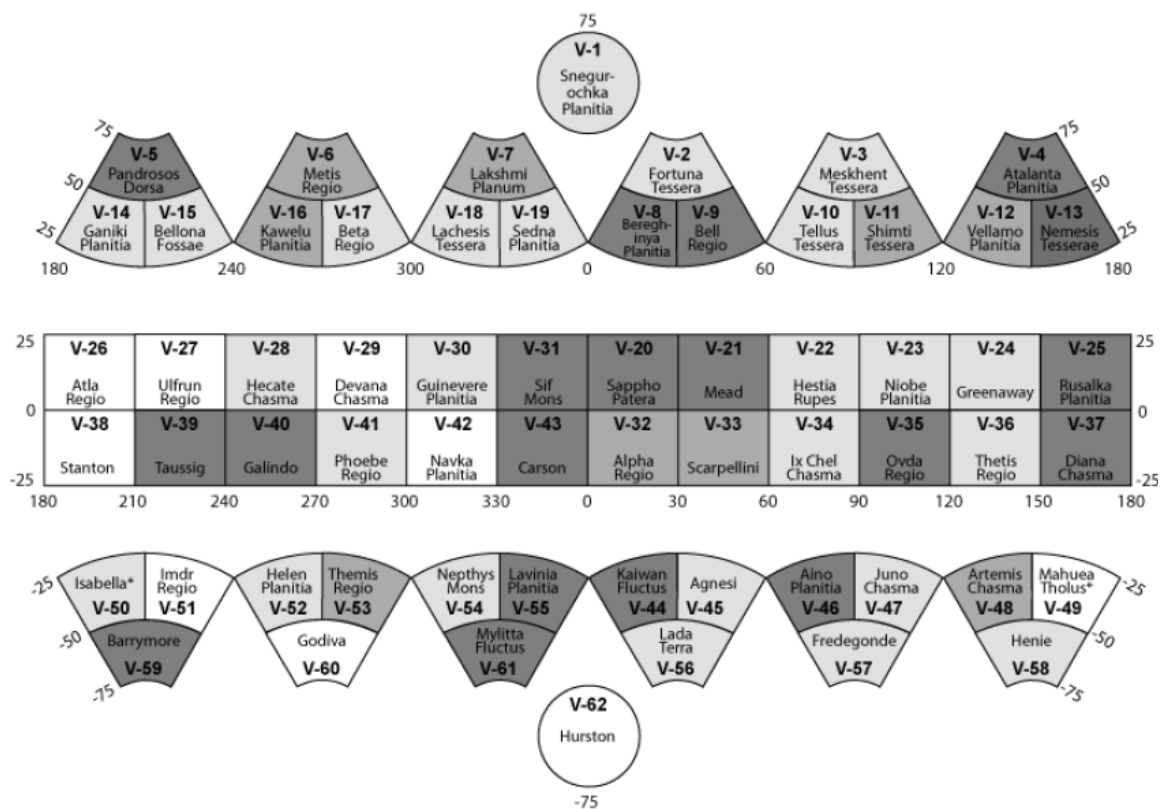 75
V-1
Snegur-
ochka
Planitia
75
V-5
Pandrosos
Dorsa
V-6
Metis
Regio
V-7
Lakshmi
Planum
V-2
Fortuna
Tessera
V-3
Meskhent
Tessera
V-4
Atalanta
Planitia
75
50
50
V-14
Ganiki
Planitia
V-15
Bellona
Fossae
V-16
Kawelu
Planitia
V-17
Beta
Regio
V-18
Lachesis
Tessera
V-19
Sedna
Planitia
V-8
Beregh-
inya
Planitia
V-9
Bell
Regio
V-10
Tellus
Tessera
V-11
Shimti
Tessera
V-12
Vellamo
Planitia
V-13
Nemesis
Tesserae
25
25
180 240 300 0 60 120 180
25 25
V-26
Atla
Regio
V-27
Ulfrun
Regio
V-28
Hecate
Chasma
V-29
Devana
Chasma
V-30
Guinevere
Planitia
V-31
Sif
Mons
V-20
Sappho
Patera
V-21
Mead
V-22
Hestia
Rupes
V-23
Niobe
Planitia
V-24
Greenaway
V-25
Rusalka
Planitia
0 0
V-38
Stanton
V-39
Taussig
V-40
Galindo
V-41
Phoebe
Regio
V-42
Navka
Planitia
V-43
Carson
V-32
Alpha
Regio
V-33
Scarpellini
V-34
Ix Chel
Chasma
V-35
Ovda
Regio
V-36
Thetis
Regio
V-37
Diana
Chasma
-25 -25
180 210 240 270 300 330 0 30 60 90 120 150 180
-25
Isabella*
V-50
Imdr
Regio
V-51
Helen
Planitia
V-52
Themis
Regio
V-53
Nepthys
Mons
V-54
Lavinia
Planitia
V-55
Kaiwan
Fluctus
V-44
Agnesi
V-45
Aino
Planitia
V-46
Juno
Chasma
V-47
Artemis
Chasma
V-48
Mahuea
Tholus*
V-49
-25
-50
-50
Barrymore
V-59
Godiva
V-60
Mylitta
Fluctus
V-61
Lada
Terra
V-56
Fredegonde
V-57
Henie
V-58
-75
-75
V-62
Hurston
-75